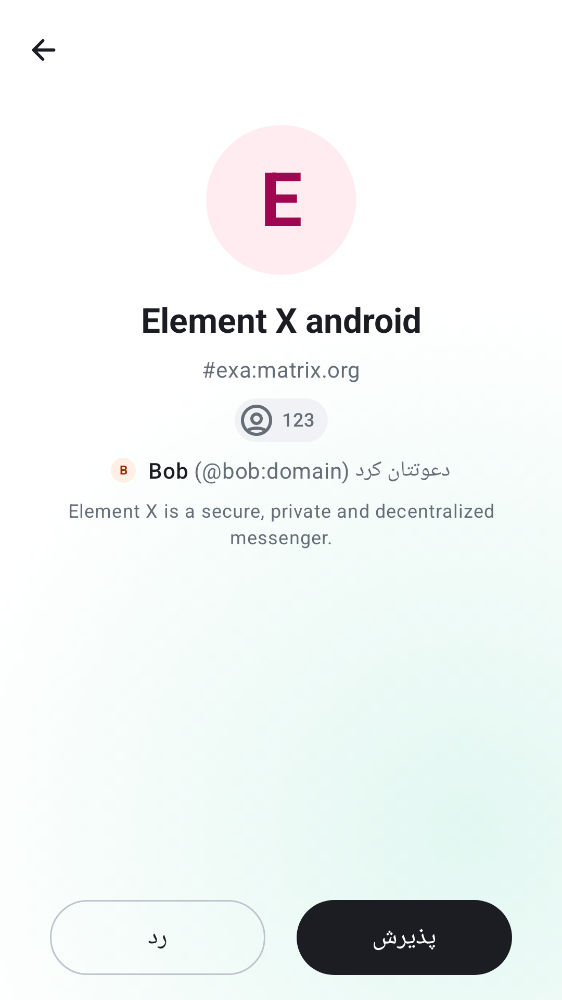 E
Element X android
#exa:matrix.org
123
B Bob (@bob:domain) دعوتتان کرد
Element X is a secure, private and decentralized
messenger.
رد
پذیرش